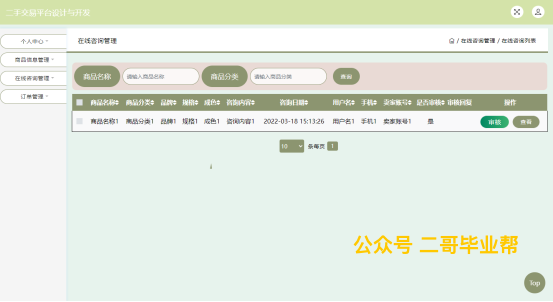 二手交易平台设计与开发
个人中心
在线咨询管理
/ 在线咨询管理 / 在线咨询列表
商品信息管理
在线咨询管理
订单管理
商品名称 请输入商品名称 商品分类 请输入商品分类 查询
商品名称 商品分类 品牌 规格 成色 咨询内容 咨询日期 用户名 手机 卖家账号 是否审核 审核回复 操作
商品名称1 商品分类1 品牌1 规格1 成色1 咨询内容1 2022-03-18 15:13:26 用户名1 手机1 卖家账号1 是 审核 查看
10 条每页 1
公众号 二哥毕业帮
Top